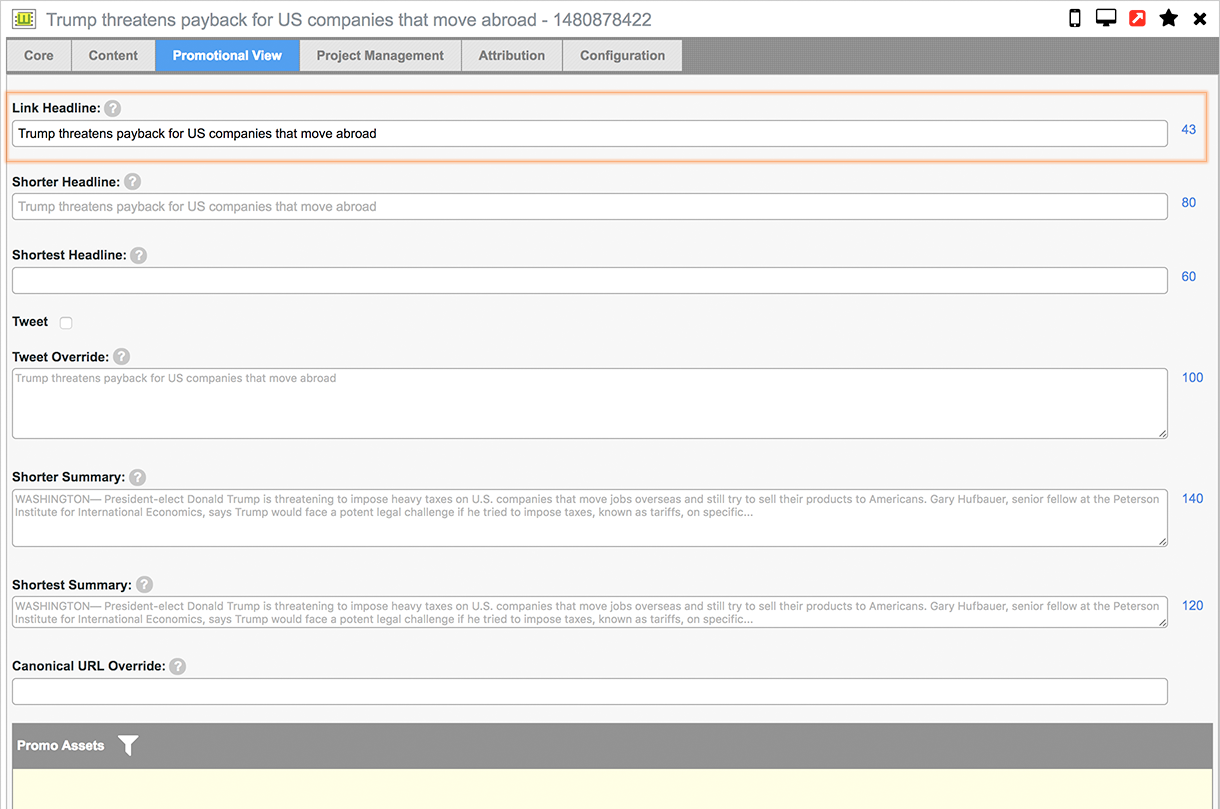 Trump threatens payback for US companies that move abroad - 1480878422
Core Content Promotional View Project Management Attribution Configuration
Link Headline: ?
Trump threatens payback for US companies that move abroad 43
Shorter Headline: ?
Trump threatens payback for US companies that move abroad 80
Shortest Headline: ?
60
Tweet
Tweet Override: ?
Trump threatens payback for US companies that move abroad 100
Shorter Summary: ?
WASHINGTON— President-elect Donald Trump is threatening to impose heavy taxes on U.S. companies that move jobs overseas and still try to sell their products to Americans. Gary Hufbauer, senior fellow at the Peterson 140
Institute for International Economics, says Trump would face a potent legal challenge if he tried to impose taxes, known as tariffs, on specific...
Shortest Summary: ?
WASHINGTON— President-elect Donald Trump is threatening to impose heavy taxes on U.S. companies that move jobs overseas and still try to sell their products to Americans. Gary Hufbauer, senior fellow at the Peterson 120
Institute for International Economics, says Trump would face a potent legal challenge if he tried to impose taxes, known as tariffs, on specific...
Canonical URL Override: ?
Promo Assets